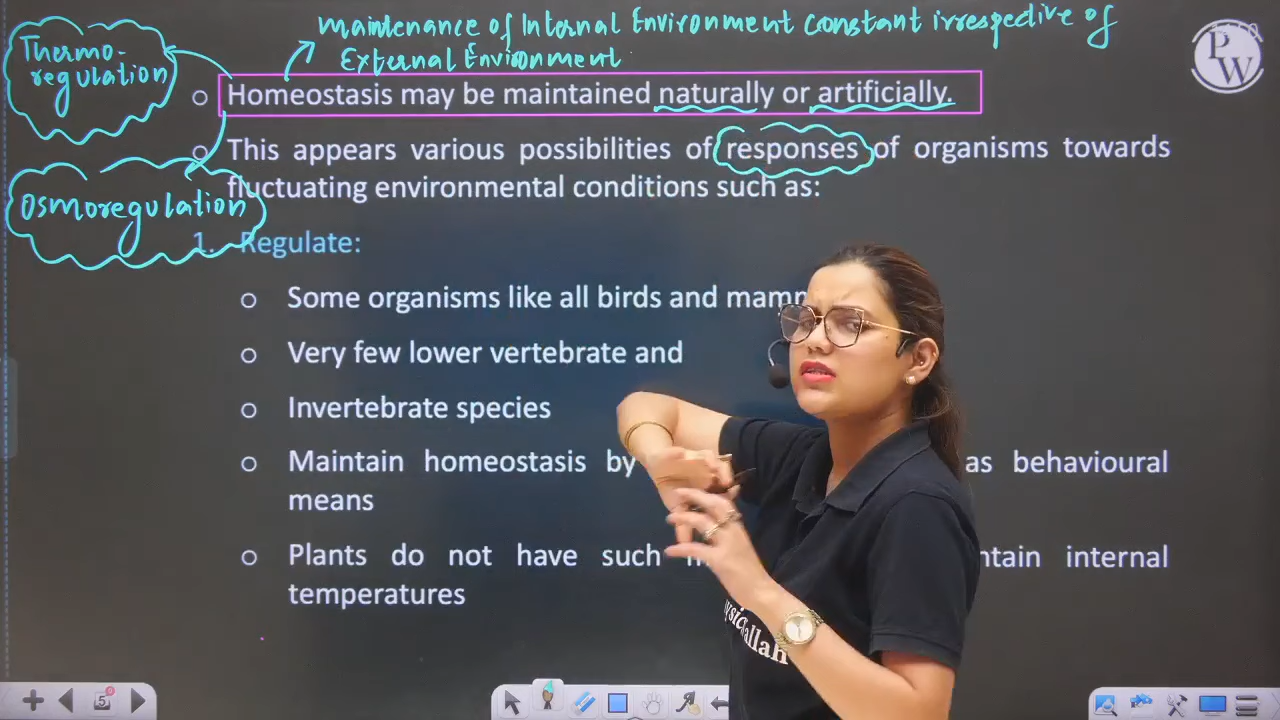 maintenance of Internal Environment constant irrespective of
External Environment
Thermo-
regulation
P
W
Homeostasis may be maintained naturally or artificially.
This appears various possibilities of responses of organisms towards
fluctuating environmental conditions such as:
Osmoregulation
1. Regulate:
Some organisms like all birds and mamm
Very few lower vertebrate and
Invertebrate species
Maintain homeostasis by as behavioural
means
Plants do not have such ntain internal
temperatures
ysic
allah
5